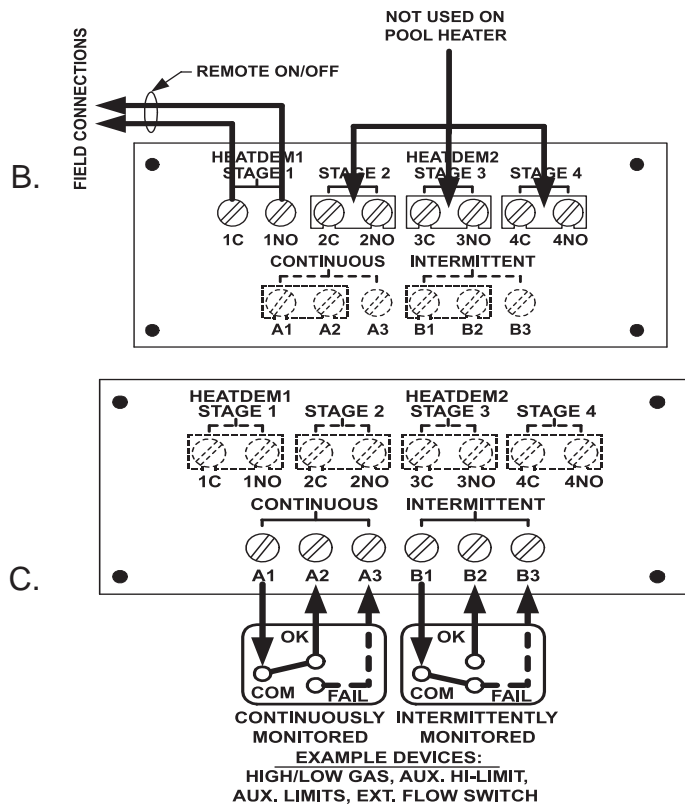 NOT USED ON
POOL HEATER
REMOTE ON/OFF
FIELD CONNECTIONS
B.
HEATDEM1 HEATDEM2
STAGE 1 STAGE 2 STAGE 3 STAGE 4
1C 1NO 2C 2NO 3C 3NO 4C 4NO
CONTINUOUS INTERMITTENT
A1 A2 A3 B1 B2 B3
HEATDEM1 HEATDEM2
STAGE 1 STAGE 2 STAGE 3 STAGE 4
1C 1NO 2C 2NO 3C 3NO 4C 4NO
CONTINUOUS INTERMITTENT
C.
A1 A2 A3 B1 B2 B3
OK OK
COM FAIL COM FAIL
CONTINUOUSLY INTERMITTENTLY
MONITORED MONITORED
EXAMPLE DEVICES:
HIGH/LOW GAS, AUX. HI-LIMIT,
AUX. LIMITS, EXT. FLOW SWITCH